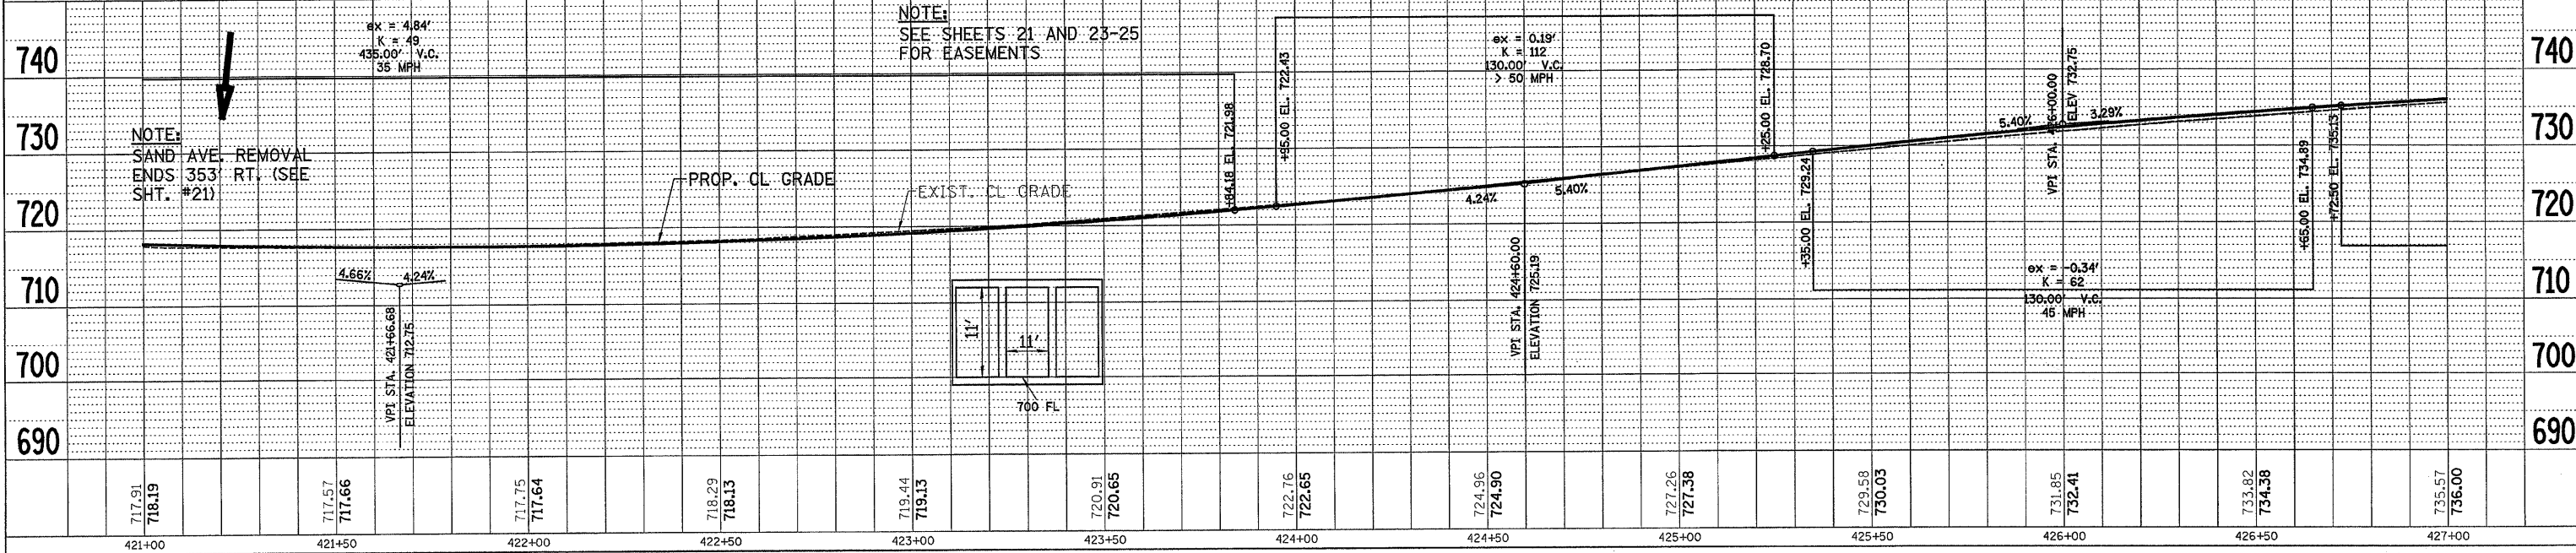 ex = 4.84'
K = 49
435.00' V.C.
35 MPH
NOTE:
SEE SHEETS 21 AND 23-25
FOR EASEMENTS
ex = 0.19'
K = 112
130.00' V.C.
> 50 MPH
740
740
730
730
720
720
710
710
700
700
690
690
NOTE:
SAND AVE. REMOVAL
ENDS 353' RT. (SEE
SHT. #21)
PROP. CL GRADE
EXIST. CL GRADE
+84.18 EL. 721.98
+95.00 EL. 722.43
+25.00 EL. 728.70
+35.00 EL. 729.24
VPI STA. 426+00.00
ELEV 732.75
5.40%
3.29%
+65.00 EL. 734.89
+72.50 EL. 735.13
4.24%
5.40%
VPI STA. 424+60.00
ELEVATION 725.19
4.66%
4.24%
VPI STA. 421+66.68
ELEVATION 712.75
11'
11'
700 FL
ex = -0.34'
K = 62
130.00' V.C.
45 MPH
717.91
718.19
717.57
717.66
717.75
717.64
718.29
718.13
719.44
719.13
720.91
720.65
722.76
722.65
724.96
724.90
727.26
727.38
729.58
730.03
731.85
732.41
733.82
734.38
735.57
736.00
421+00
421+50
422+00
422+50
423+00
423+50
424+00
424+50
425+00
425+50
426+00
426+50
427+00